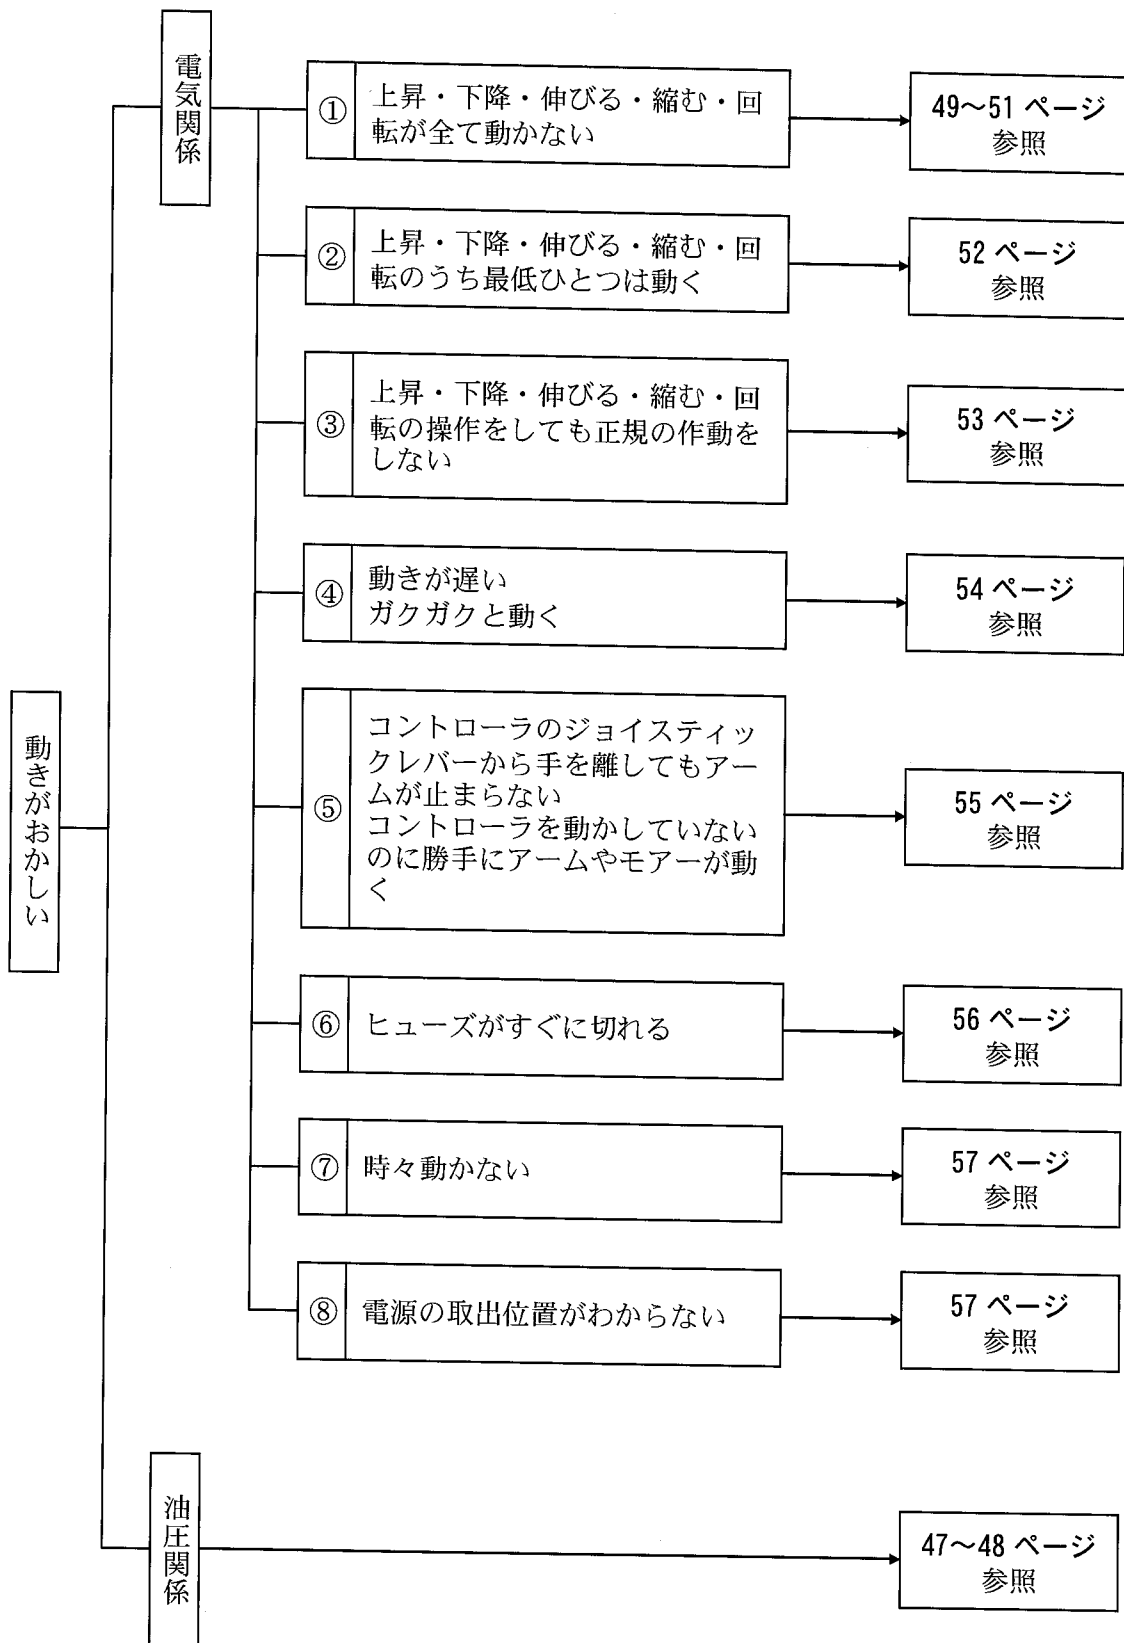 動きがおかしい
電気関係
①
上昇・下降・伸びる・縮む・回
転が全て動かない
49〜51 ページ
参照
②
上昇・下降・伸びる・縮む・回
転のうち最低ひとつは動く
52 ページ
参照
③
上昇・下降・伸びる・縮む・回
転の操作をしても正規の作動を
しない
53 ページ
参照
④
動きが遅い
ガクガクと動く
54 ページ
参照
⑤
コントローラのジョイスティッ
クレバーから手を離してもアー
ムが止まらない
コントローラを動かしていない
のに勝手にアームやモアーが動
く
55 ページ
参照
⑥
ヒューズがすぐに切れる
56 ページ
参照
⑦
時々動かない
57 ページ
参照
⑧
電源の取出位置がわからない
57 ページ
参照
油圧関係
47〜48 ページ
参照